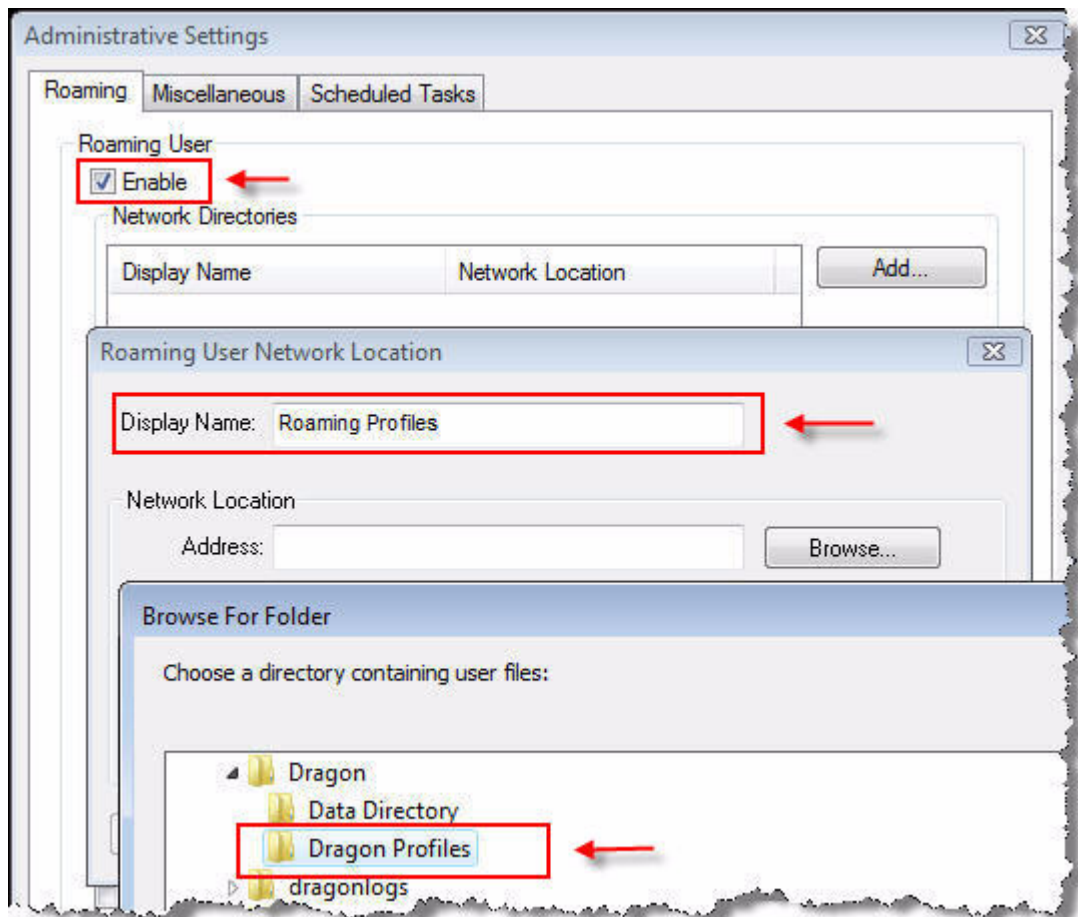 Administrative Settings
Roaming Miscellaneous Scheduled Tasks
Roaming User
Enable
Network Directories
Display Name Network Location Add...
Roaming User Network Location
Display Name: Roaming Profiles
Network Location
Address: Browse...
Browse For Folder
Choose a directory containing user files:
Dragon
Data Directory
Dragon Profiles
dragonlogs